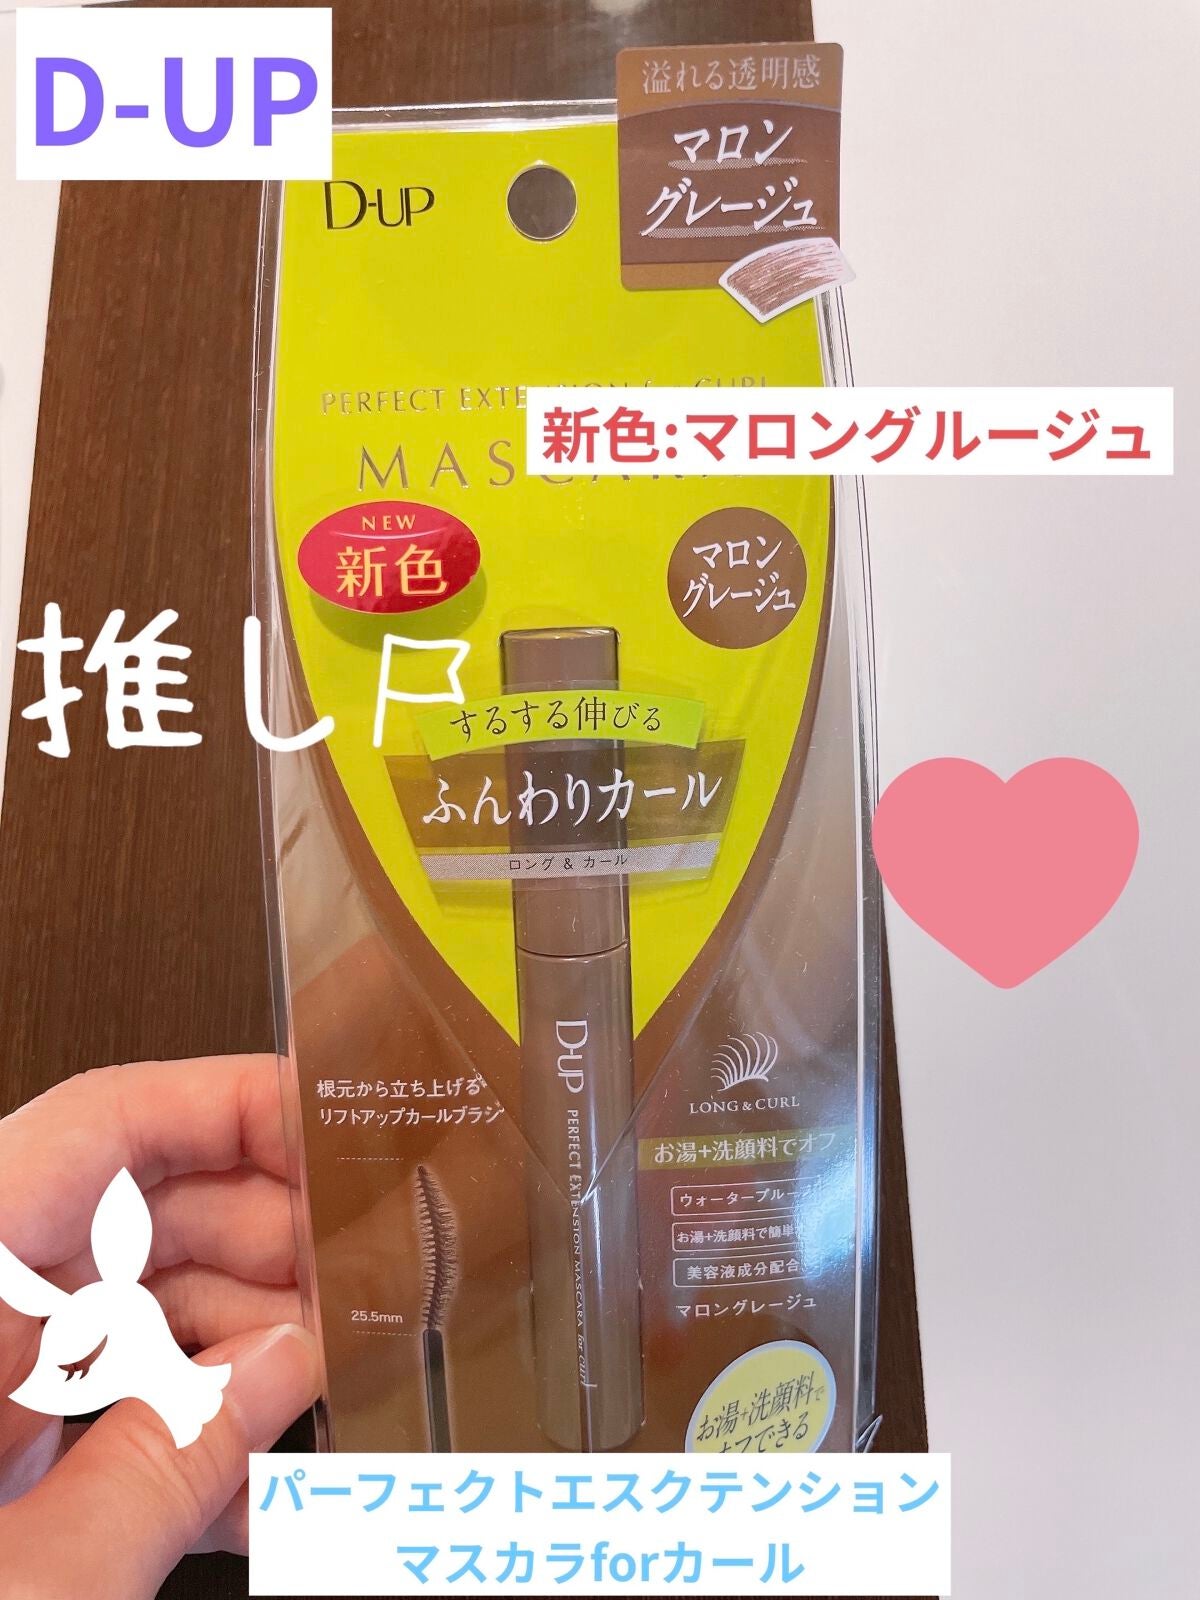 D-UP
溢れる透明感
マロン
グレージュ
D-UP
PERFECT EXTENSION for CURL
新色:マロングルージュ
MASCARA
NEW
新色
マロン
グレージュ
推し
するする伸びる
ふんわりカール
ロング & カール
D-UP
PERFECT EXTENSION MASCARA for CURL
根元から立ち上げる
リフトアップカールブラシ
25.5mm
LONG & CURL
お湯+洗顔料でオフ
ウォータープルーフ
お湯+洗顔料で簡単
美容液成分配合
マロングレージュ
お湯+洗顔料で
オフできる
パーフェクトエスクテンション
マスカラforカール